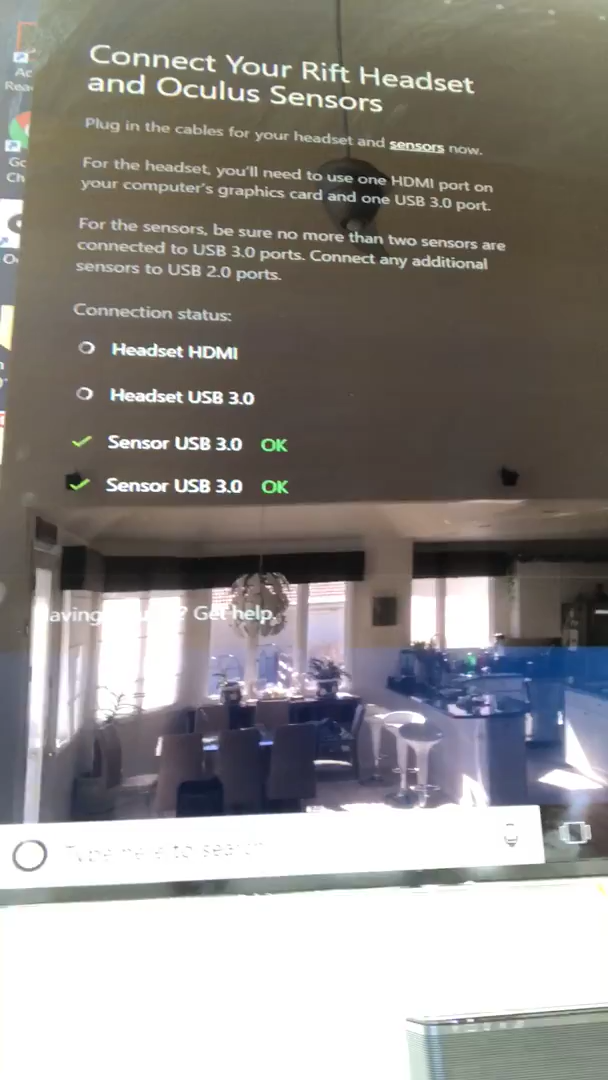 Connect Your Rift Headset
and Oculus Sensors
Plug in the cables for your headset and sensors now.
For the headset, you'll need to use one HDMI port on
your computer's graphics card and one USB 3.0 port.
For the sensors, be sure no more than two sensors are
connected to USB 3.0 ports. Connect any additional
sensors to USB 2.0 ports.
Connection status:
Headset HDMI
Headset USB 3.0
Sensor USB 3.0 OK
Sensor USB 3.0 OK
Get help.
Type here to search